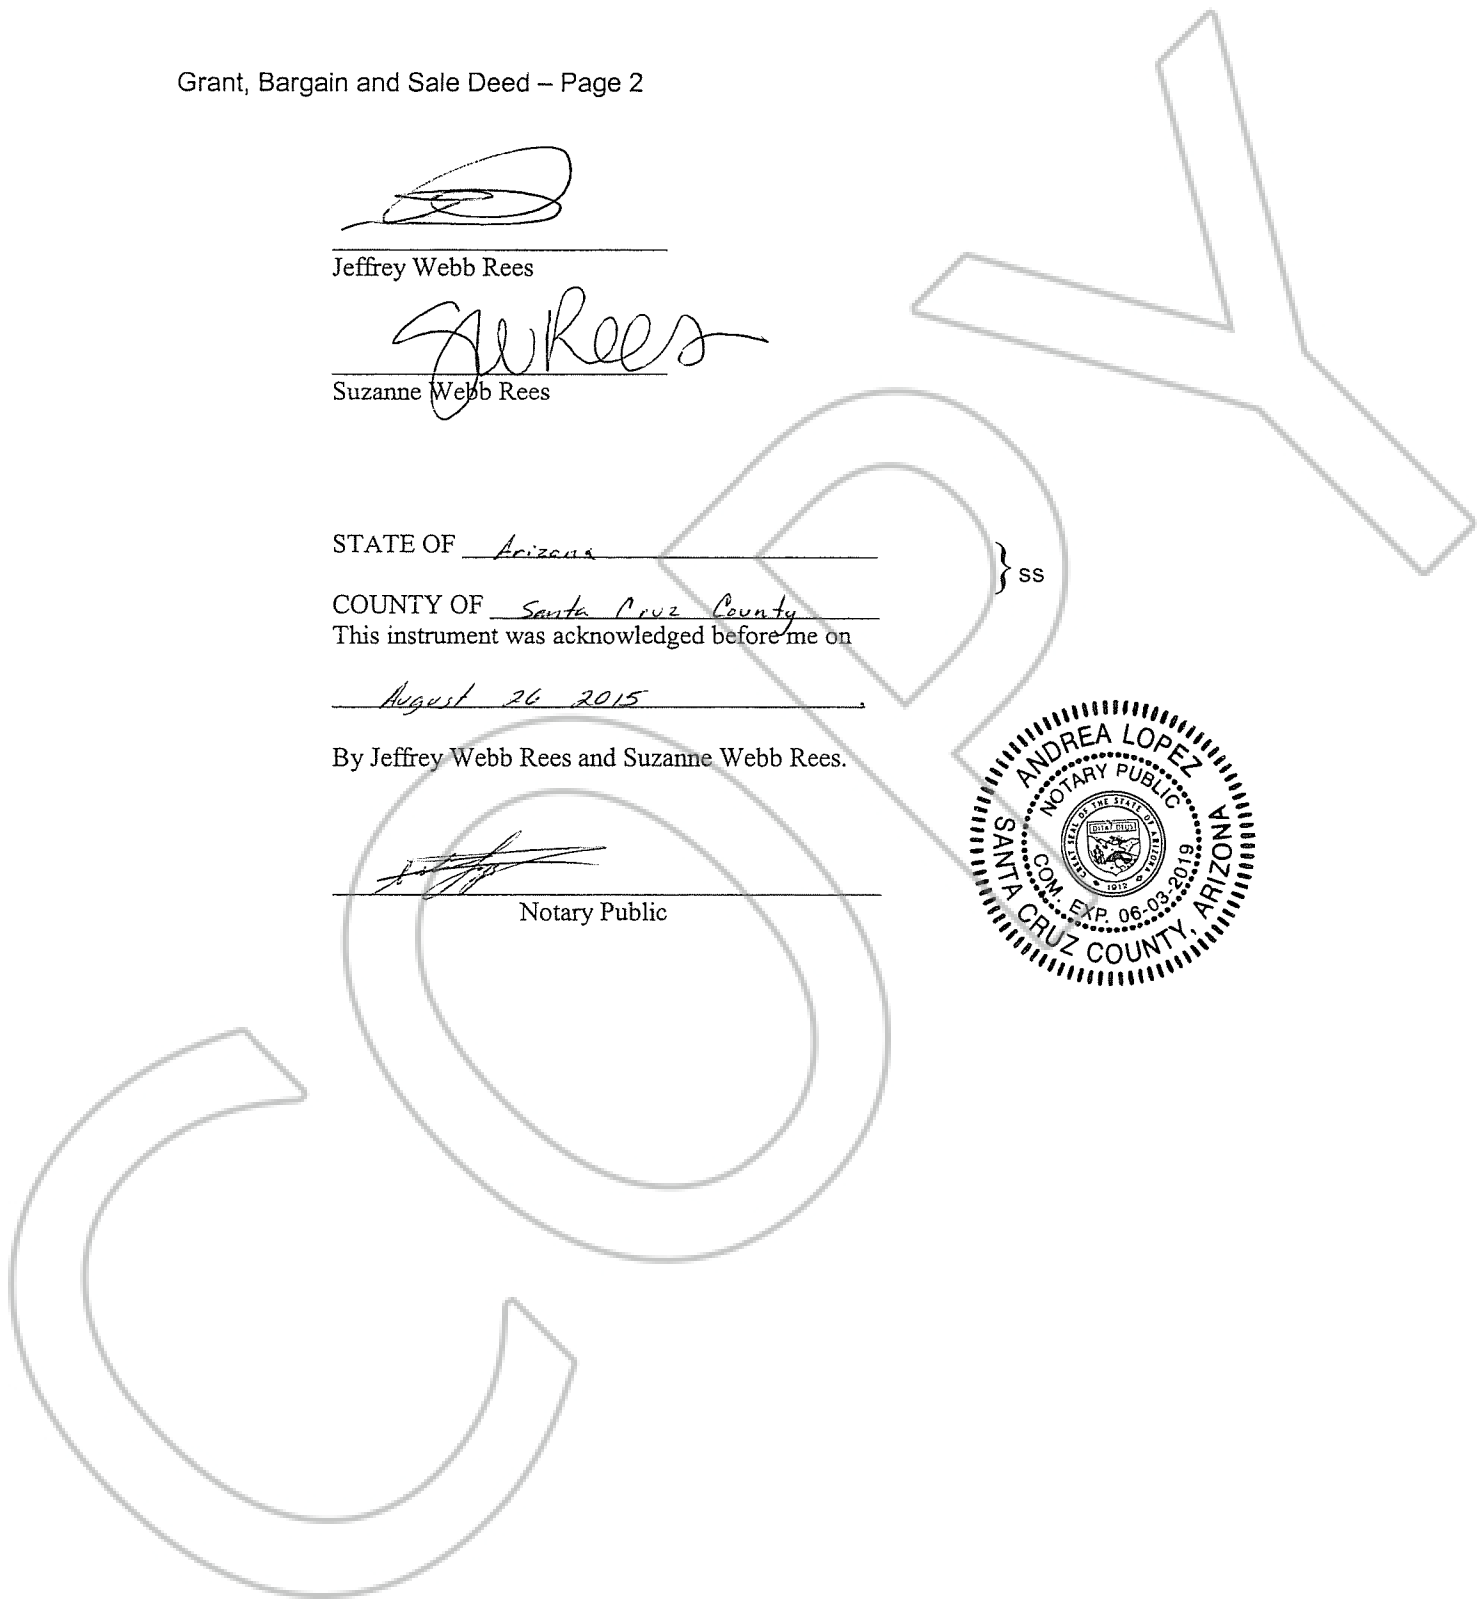 Grant, Bargain and Sale Deed – Page 2
Jeffrey Webb Rees
SWRees
Suzanne Webb Rees
STATE OF Arizona
} ss
COUNTY OF Santa Cruz County
This instrument was acknowledged before me on
August 26 2015.
By Jeffrey Webb Rees and Suzanne Webb Rees.
Notary Public
ANDREA LOPEZ
NOTARY PUBLIC
GREAT SEAL OF THE STATE OF ARIZONA
DITAT DEUS
1912
COM. EXP. 06-03-2019
SANTA CRUZ COUNTY, ARIZONA
COPY